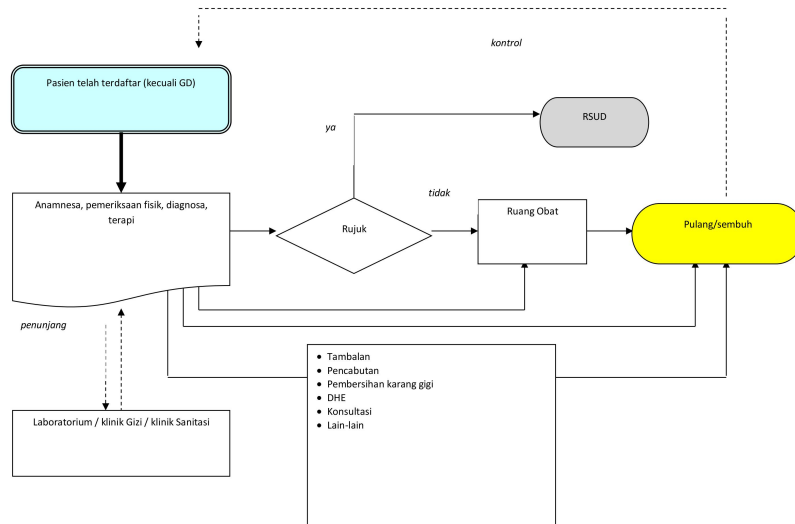 kontrol
Pasien telah terdaftar (kecuali GD)
RSUD
ya
tidak
Anamnesa, pemeriksaan fisik, diagnosa,
terapi
Rujuk
Ruang Obat
Pulang/sembuh
penunjang
• Tambalan
• Pencabutan
• Pembersihan karang gigi
• DHE
• Konsultasi
• Lain-lain
Laboratorium / klinik Gizi / klinik Sanitasi